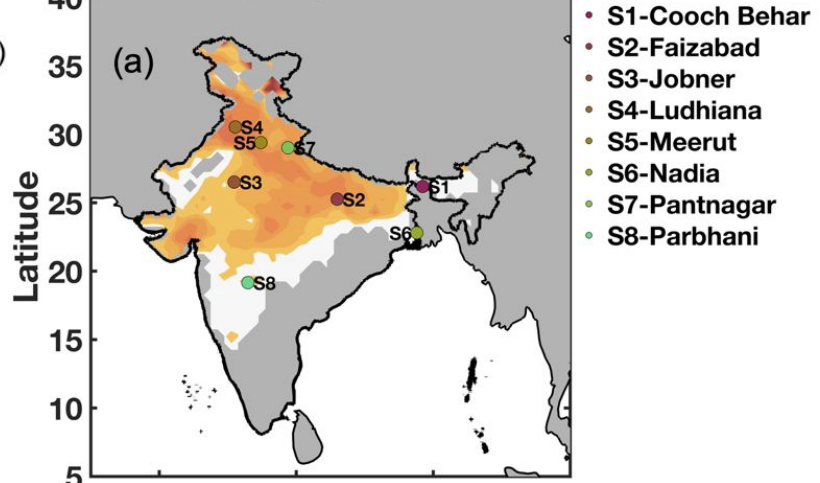 40
35
30
25
20
15
10
5
Latitude
)
(a)
S4
S5
S7
S3
S1
S2
S6
S8
S1-Cooch Behar
S2-Faizabad
S3-Jobner
S4-Ludhiana
S5-Meerut
S6-Nadia
S7-Pantnagar
S8-Parbhani